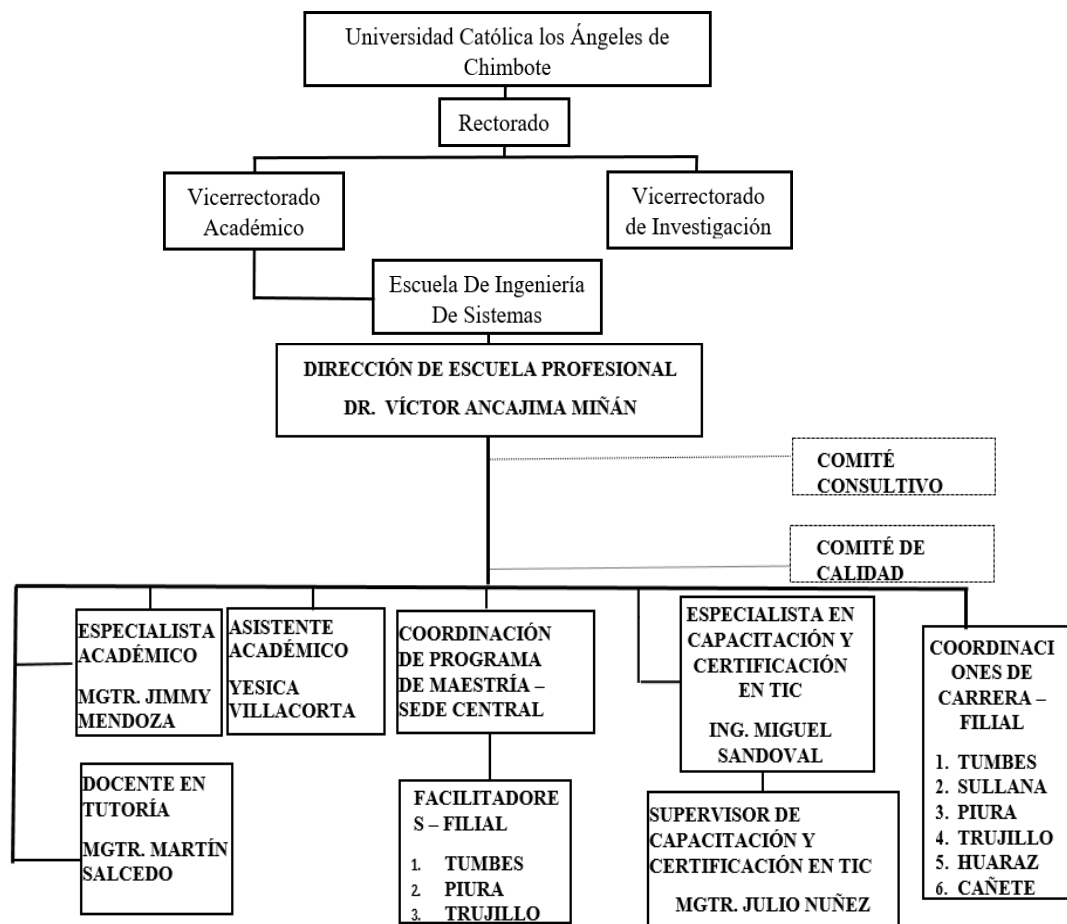 Universidad Católica los Ángeles de
Chimbote
Rectorado
Vicerrectorado
Académico
Vicerrectorado
de Investigación
Escuela De Ingeniería
De Sistemas
DIRECCIÓN DE ESCUELA PROFESIONAL
DR. VÍCTOR ANCAJIMA MIÑÁN
COMITÉ
CONSULTIVO
COMITÉ DE
CALIDAD
ESPECIALISTA
ACADÉMICO
MGTR. JIMMY
MENDOZA
ASISTENTE
ACADÉMICO
YESICA
VILLACORTA
COORDINACIÓN
DE PROGRAMA
DE MAESTRÍA –
SEDE CENTRAL
ESPECIALISTA EN
CAPACITACIÓN Y
CERTIFICACIÓN
EN TIC
ING. MIGUEL
SANDOVAL
COORDINACI
ONES DE
CARRERA –
FILIAL
1. TUMBES
2. SULLANA
3. PIURA
4. TRUJILLO
5. HUARAZ
6. CAÑETE
DOCENTE EN
TUTORÍA
MGTR. MARTÍN
SALCEDO
FACILITADORE
S – FILIAL
1. TUMBES
2. PIURA
3. TRUJILLO
SUPERVISOR DE
CAPACITACIÓN Y
CERTIFICACIÓN EN TIC
MGTR. JULIO NUÑEZ